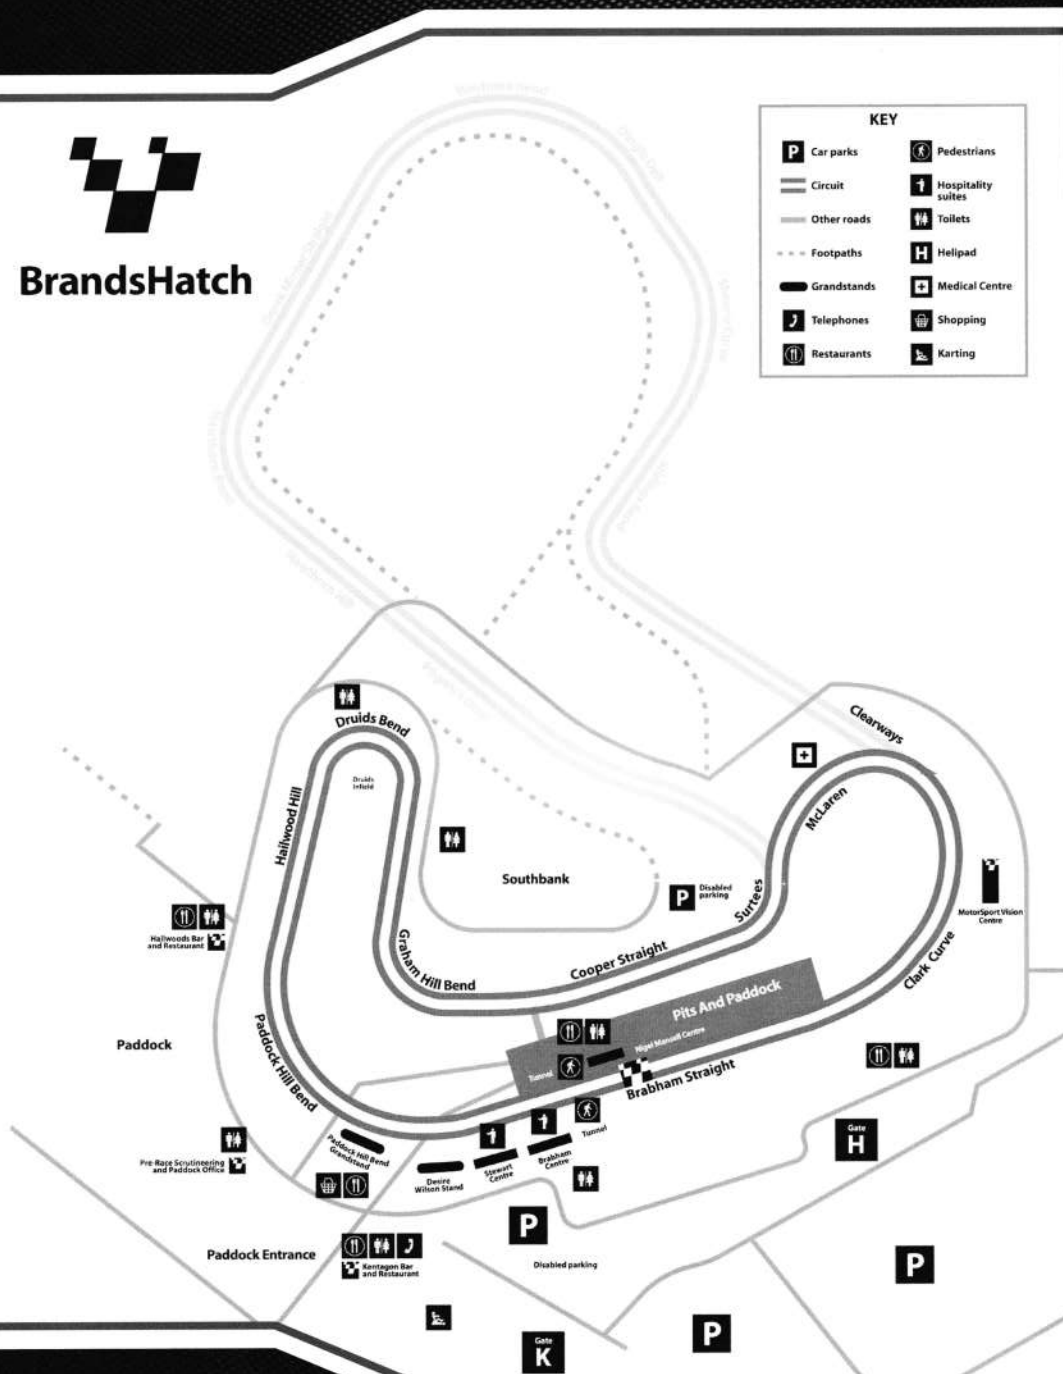 BrandsHatch
KEY
P
Car parks
Pedestrians
Circuit
Hospitality
suites
Other roads
Toilets
Footpaths
H
Helipad
Grandstands
Medical Centre
Telephones
Shopping
Restaurants
Karting
Druids Bend
Druids
Infield
Hailwood Hill
Clearways
McLaren
Southbank
P
Disabled
parking
Surtees
MotorSport Vision
Centre
Hailwoods Bar
and Restaurant
Graham Hill Bend
Cooper Straight
Clark Curve
Pits And Paddock
Paddock
Paddock Hill Bend
Nigel Mansell Centre
Tunnel
Brabham Straight
Tunnel
Gate
H
Paddock Hill Bend
Grandstand
Pre-Race Scrutineering
and Paddock Office
Desire
Wilson Stand
Stewart
Centre
Brabham
Centre
P
Paddock Entrance
Kentagon Bar
and Restaurant
Disabled parking
P
P
Gate
K